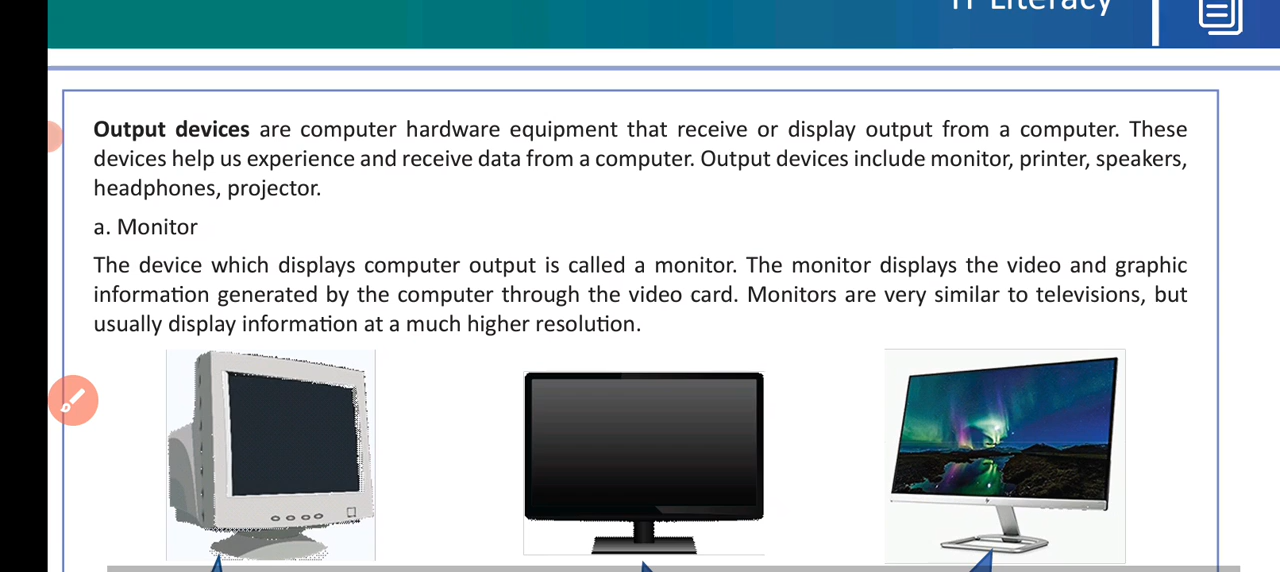 IT Literacy
Output devices are computer hardware equipment that receive or display output from a computer. These
devices help us experience and receive data from a computer. Output devices include monitor, printer, speakers,
headphones, projector.
a. Monitor
The device which displays computer output is called a monitor. The monitor displays the video and graphic
information generated by the computer through the video card. Monitors are very similar to televisions, but
usually display information at a much higher resolution.